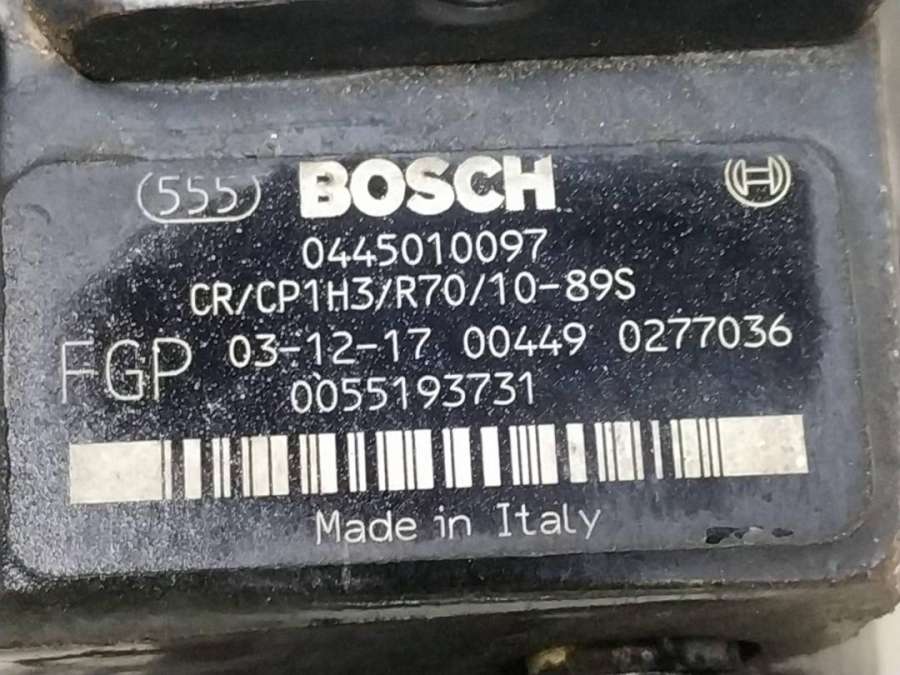 (555) BOSCH H
0445010097
CR/CP1H3/R70/10-89S
FGP 03-12-17 00449 0277036
0055193731
Made in Italy